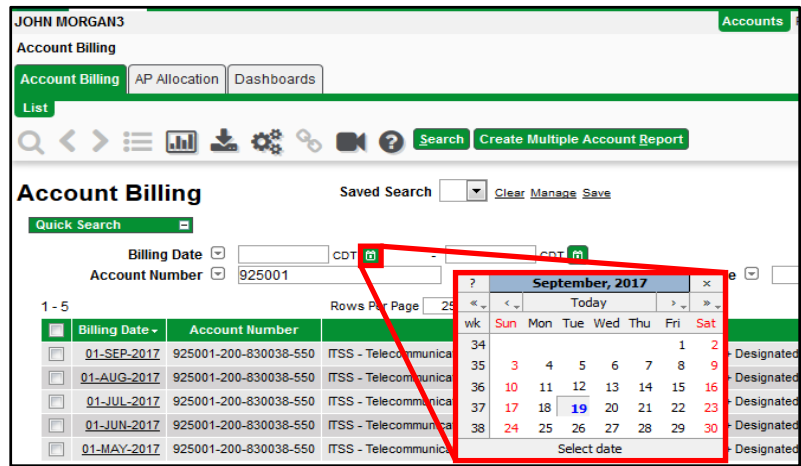 JOHN MORGAN3 Accounts
Account Billing
Account Billing AP Allocation Dashboards
List
Search Create Multiple Account Report
Account Billing Saved Search Clear Manage Save
Quick Search
Billing Date CDT - CDT
Account Number 925001
1 - 5 Rows Per Page 25
Billing Date Account Number
01-SEP-2017 925001-200-830038-550 ITSS - Telecommunica Designated
01-AUG-2017 925001-200-830038-550 ITSS - Telecommunica Designated
01-JUL-2017 925001-200-830038-550 ITSS - Telecommunica Designated
01-JUN-2017 925001-200-830038-550 ITSS - Telecommunica Designated
01-MAY-2017 925001-200-830038-550 ITSS - Telecommunica Designated
? September, 2017 ×
« ‹ Today › »
wk Sun Mon Tue Wed Thu Fri Sat
34 1 2
35 3 4 5 6 7 8 9
36 10 11 12 13 14 15 16
37 17 18 19 20 21 22 23
38 24 25 26 27 28 29 30
Select date